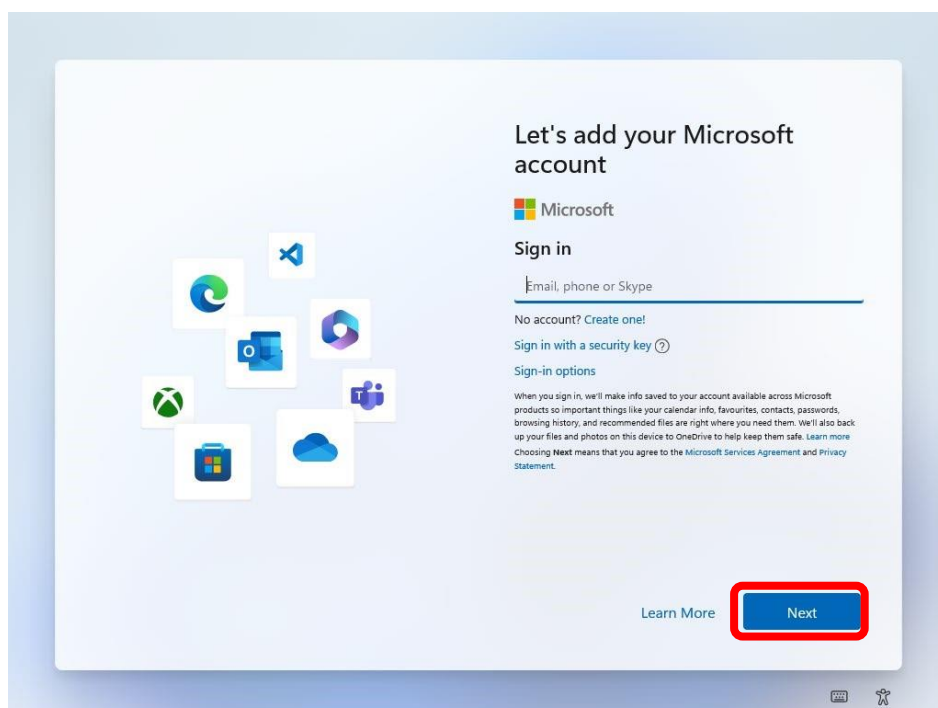 Let's add your Microsoft
account
Microsoft
Sign in
Email, phone or Skype
No account? Create one!
Sign in with a security key
Sign-in options
When you sign in, we'll make info saved to your account available across Microsoft
products so important things like your calendar info, favourites, contacts, passwords,
browsing history, and recommended files are right where you need them. We'll also back
up your files and photos on this device to OneDrive to help keep them safe. Learn more
Choosing Next means that you agree to the Microsoft Services Agreement and Privacy
Statement.
Learn More
Next